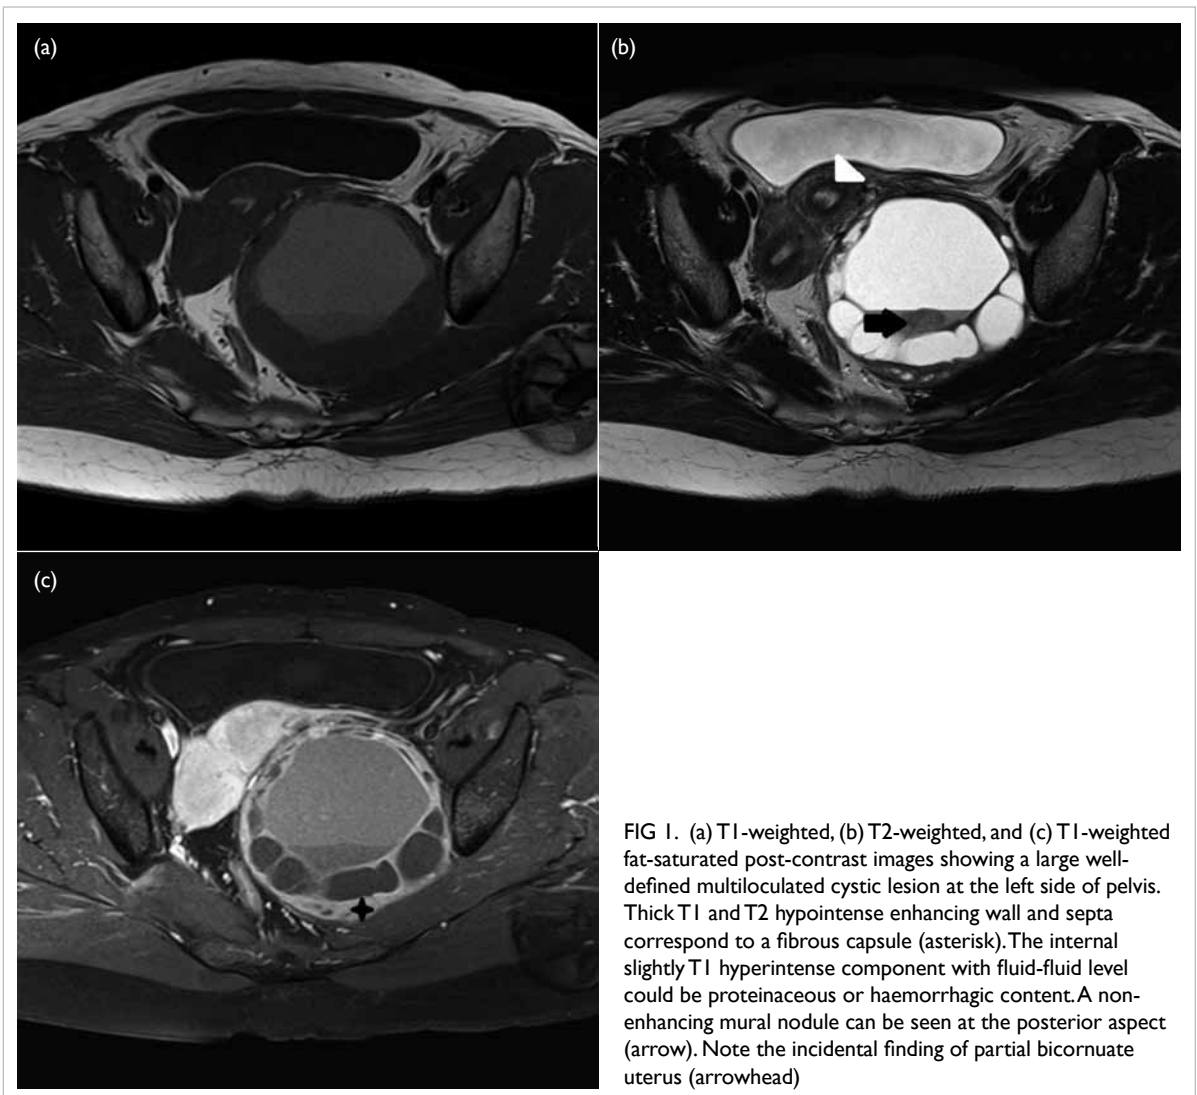 (a)
(b)
(c)
FIG 1. (a) T1-weighted, (b) T2-weighted, and (c) T1-weighted
fat-saturated post-contrast images showing a large well-
defined multiloculated cystic lesion at the left side of pelvis.
Thick T1 and T2 hypointense enhancing wall and septa
correspond to a fibrous capsule (asterisk). The internal
slightly T1 hyperintense component with fluid-fluid level
could be proteinaceous or haemorrhagic content. A non-
enhancing mural nodule can be seen at the posterior aspect
(arrow). Note the incidental finding of partial bicornuate
uterus (arrowhead)